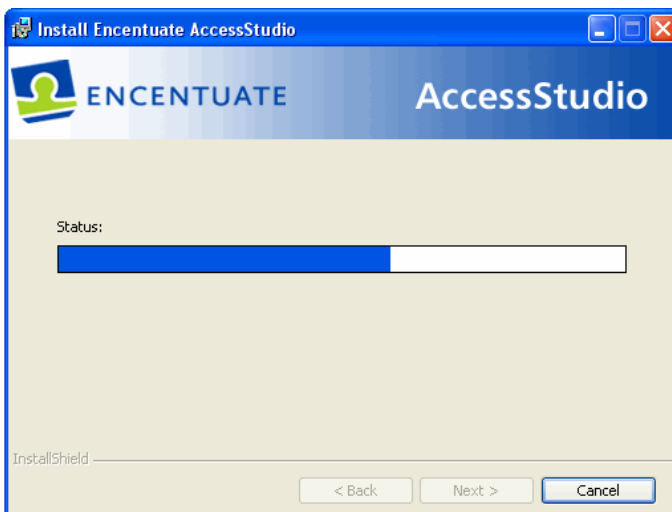 Install Encentuate AccessStudio
ENCENTUATE AccessStudio
Status:
InstallShield
< Back Next > Cancel